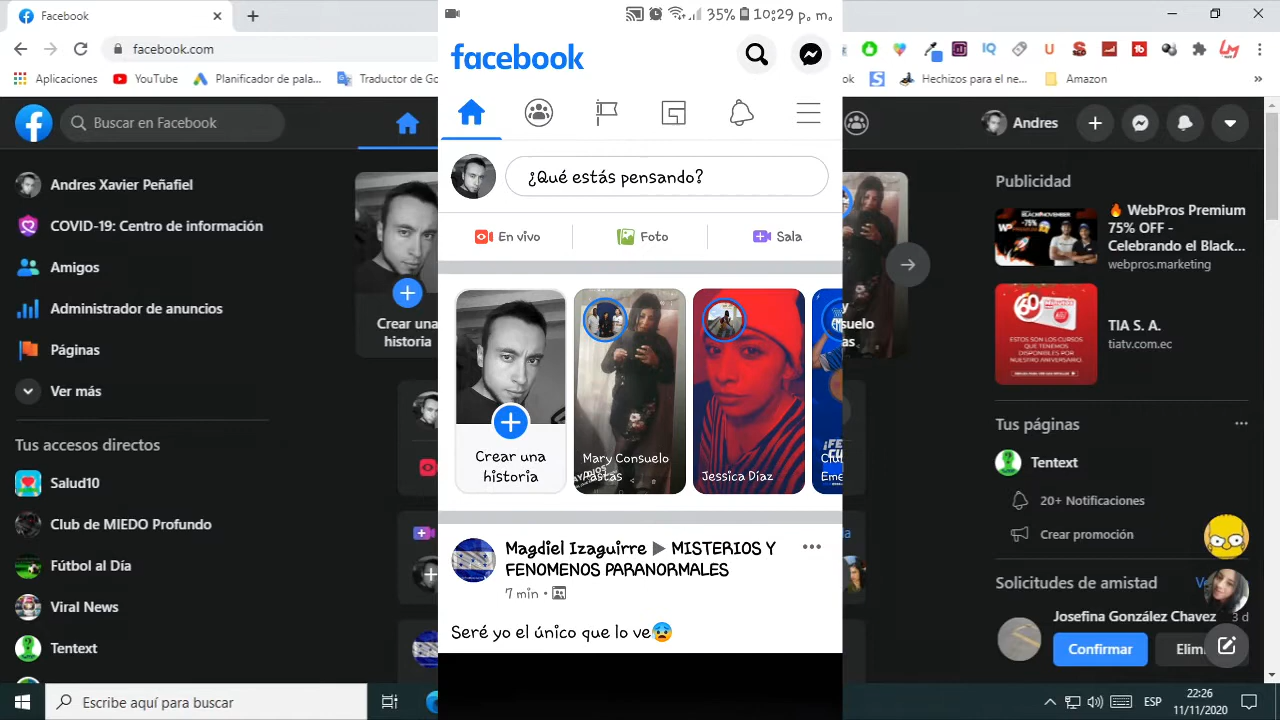 Facebook
facebook.com
Aplicaciones
YouTube
Planificador de pala...
Traductor de Go
IQ
U
Hechizos para el ne...
Amazon
Buscar en Facebook
Andres Xavier Peñafiel
COVID-19: Centro de información
Amigos
Administrador de anuncios
Páginas
Ver más
Tus accesos directos
Salud10
Club de MIEDO Profundo
Fútbol al Día
Viral News
Tentext
Crear una
historia
35% 10:29 p. m.
facebook
¿Qué estás pensando?
En vivo
Foto
Sala
Crear una
historia
Mary Consuelo
Pastas
Jessica Díaz
Magdiel Izaguirre ▶ MISTERIOS Y
FENOMENOS PARANORMALES
7 min •
Seré yo el único que lo ve😰
Andres
Publicidad
🔥 WebPros Premium
75% OFF -
Celebrando el Black...
webpros.marketing
TIA S. A.
tiatv.com.ec
Tus páginas
Tentext
20+ Notificaciones
Crear promoción
Solicitudes de amistad
Ve
Josefina González Chavez
3 d
Confirmar
Elim
Escribe aquí para buscar
ESP
22:26
11/11/2020